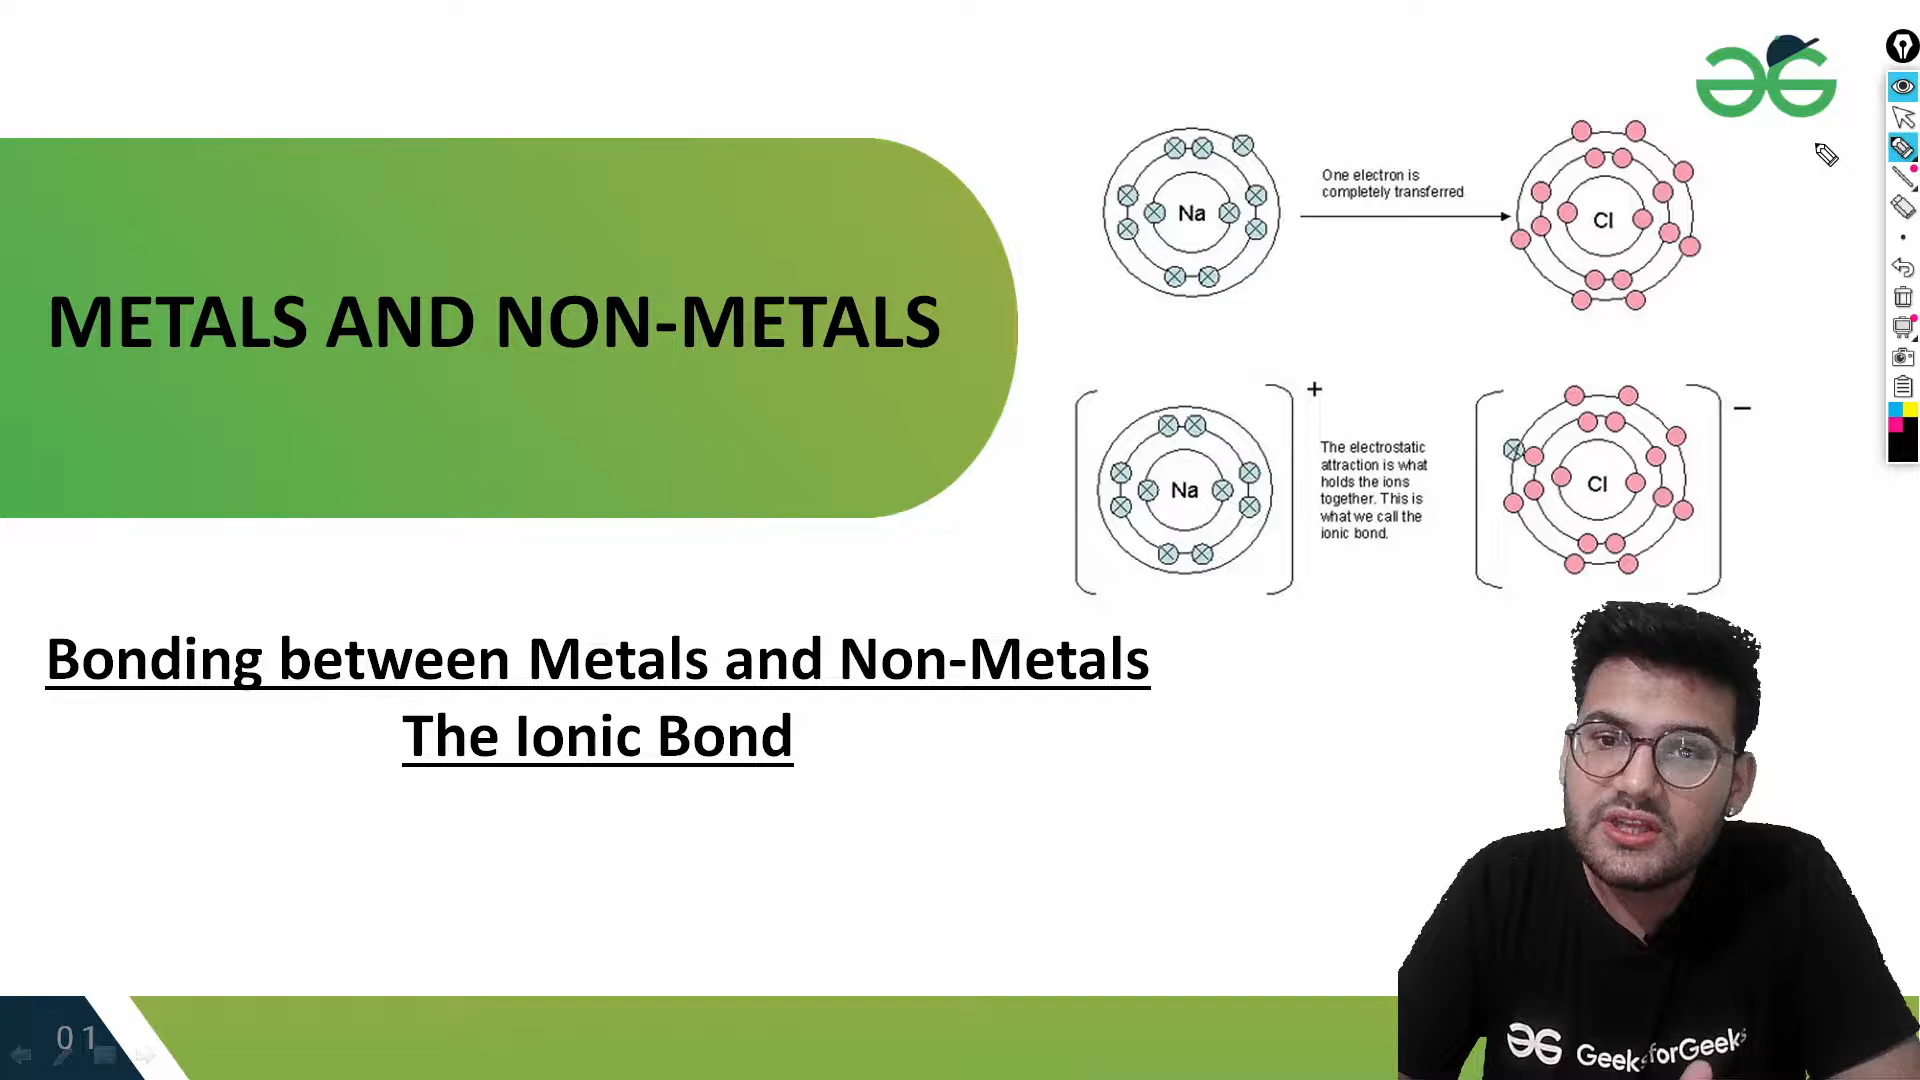 METALS AND NON-METALS
Na
One electron is
completely transferred
Cl
+
−
Na
The electrostatic
attraction is what
holds the ions
together. This is
what we call the
ionic bond.
Cl
Bonding between Metals and Non-Metals
The Ionic Bond
01
GeeksforGeeks